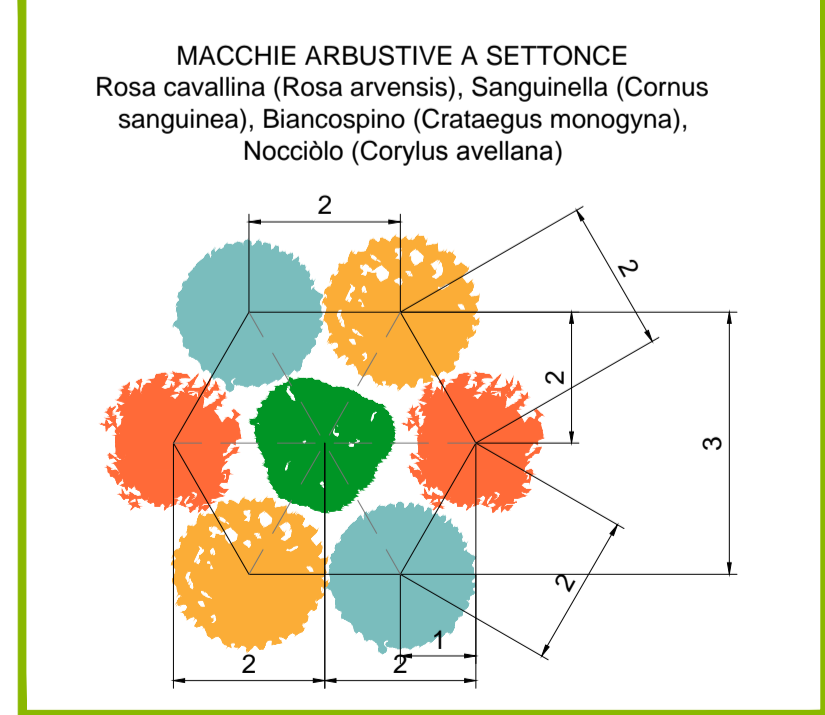 MACCHIE ARBUSTIVE A SETTONCE
Rosa cavallina (Rosa arvensis), Sanguinella (Cornus
sanguinea), Biancospino (Crataegus monogyna),
Nocciòlo (Corylus avellana)
2
2
2
3
2
1
2
2